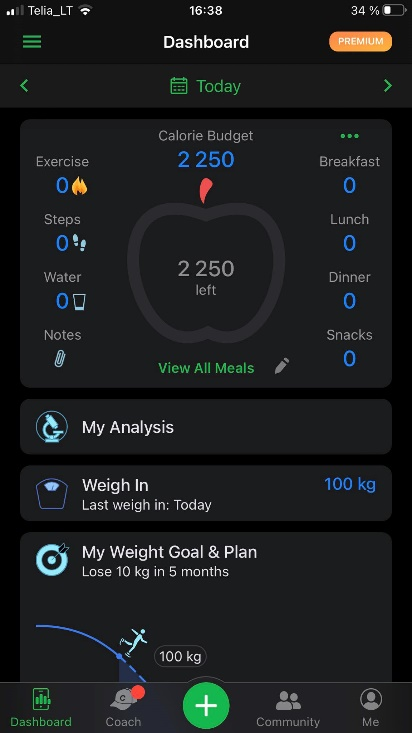 Telia_LT 16:38 34 %
Dashboard PREMIUM
Today
Calorie Budget
2 250
Exercise
0
Breakfast
0
Steps
0
Lunch
0
2 250
left
Water
0
Dinner
0
Notes
Snacks
0
View All Meals
My Analysis
Weigh In 100 kg
Last weigh in: Today
My Weight Goal & Plan
Lose 10 kg in 5 months
100 kg
Dashboard Coach Community Me